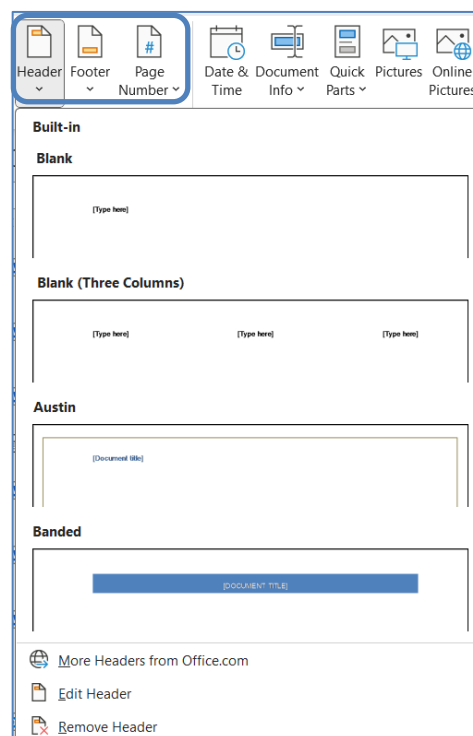 Header Footer Page Number Date & Time Document Info Quick Parts Pictures Online Pictures
Built-in
Blank
[Type here]
Blank (Three Columns)
[Type here] [Type here] [Type here]
Austin
[Document title]
Banded
[DOCUMENT TITLE]
More Headers from Office.com
Edit Header
Remove Header